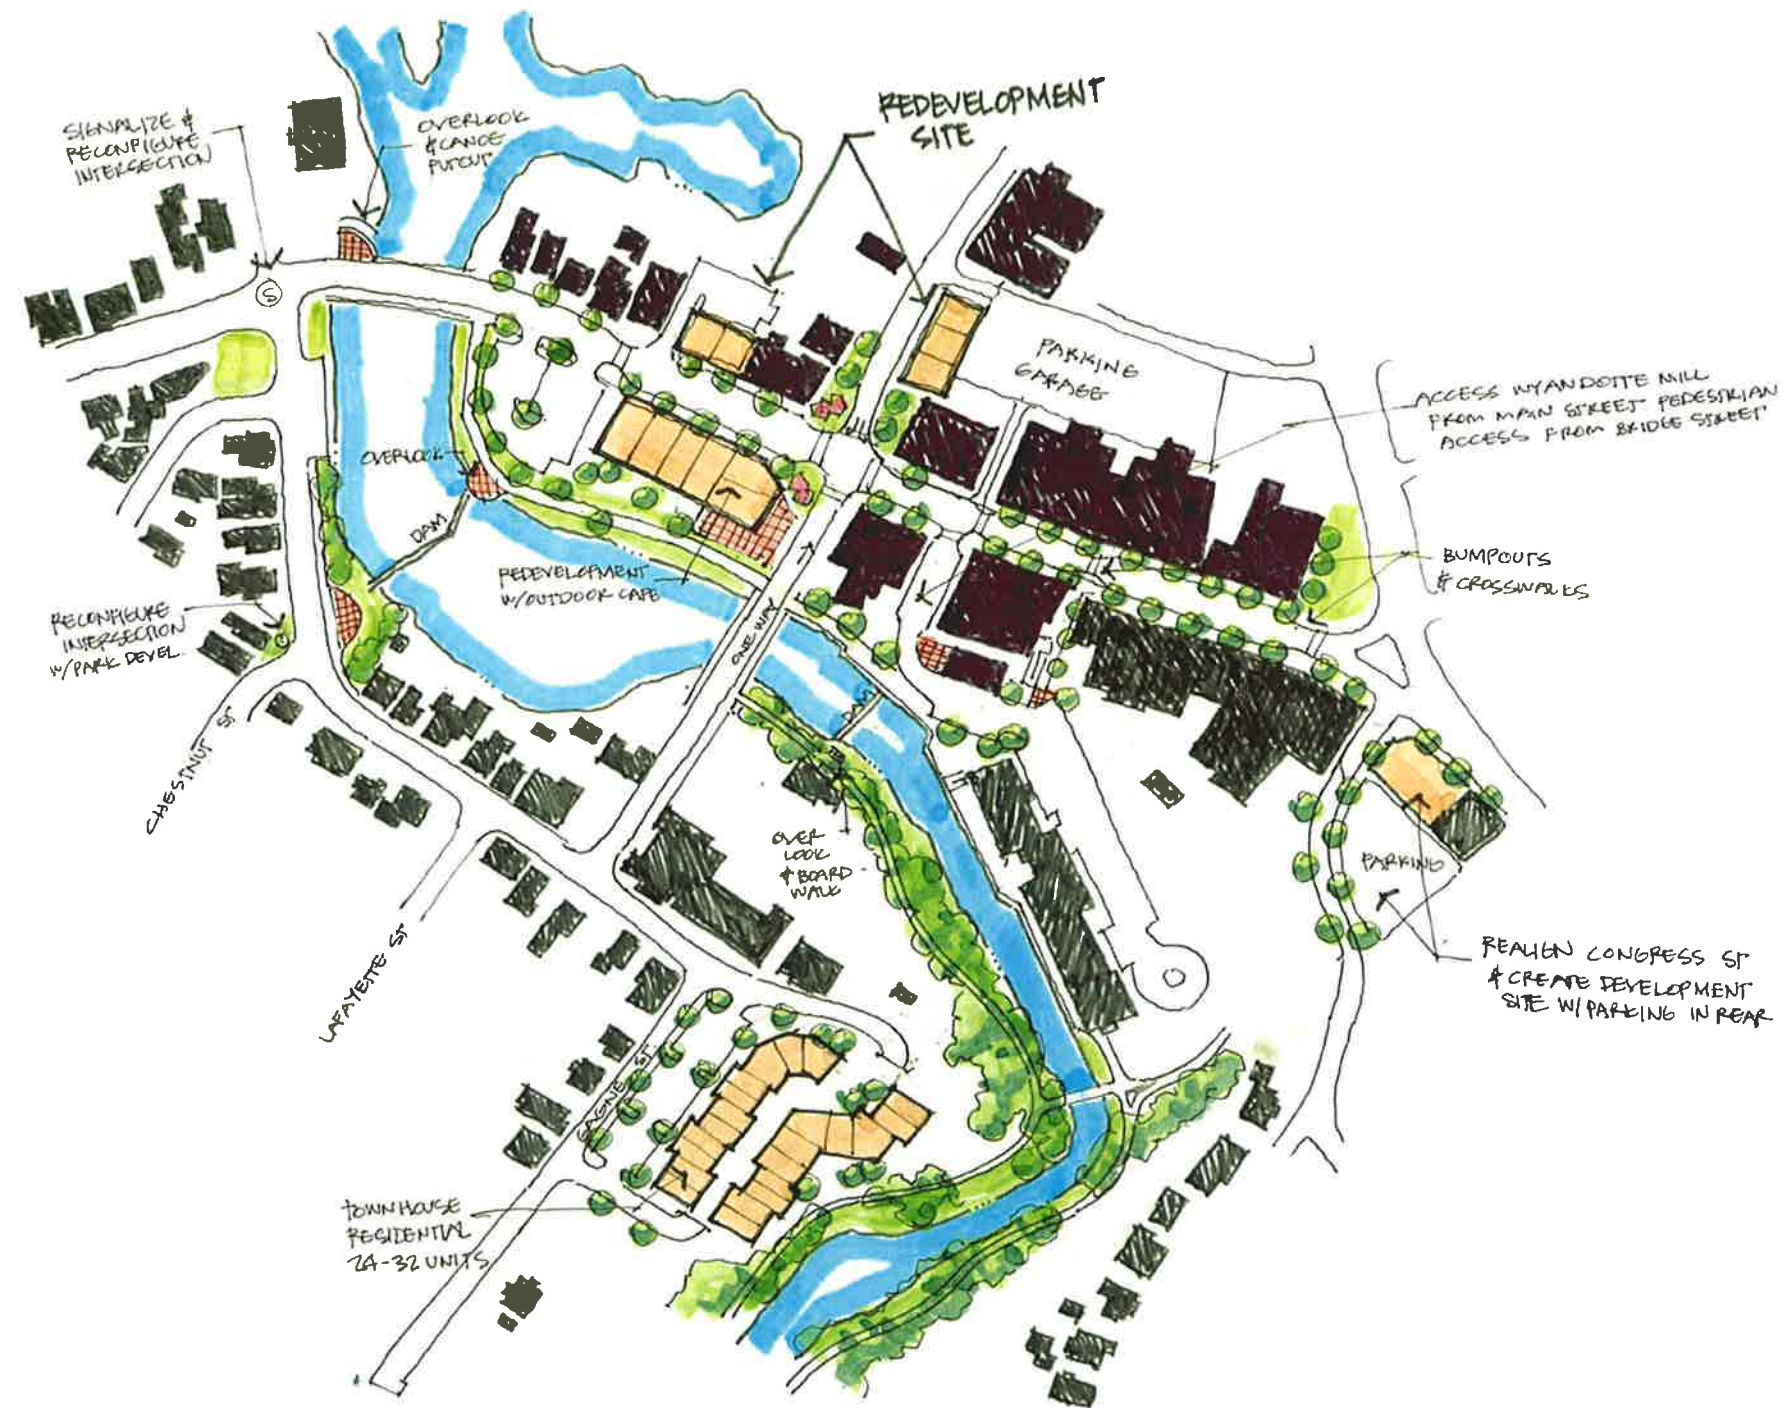 REDEVELOPMENT
SITE
SIGNALIZE &
RECONFIGURE
INTERSECTION
OVERLOOK
& CANOE
PUTOUT
S
PARKING
GARAGE
ACCESS WYANDOTTE MILL
FROM MAIN STREET PEDESTRIAN
ACCESS FROM BRIDGE STREET
OVERLOOK
DAM
REDEVELOPMENT
W/OUTDOOR CAFE
BUMPOUTS
& CROSSWALKS
ONE WAY
DAM
RECONFIGURE
INTERSECTION
W/PARK DEVEL.
CHESTNUT ST
OVER
LOOK
& BOARD
WALK
PARKING
LAFAYETTE ST
REALIGN CONGRESS ST
& CREATE DEVELOPMENT
SITE W/PARKING IN REAR
GAGNE ST.
TOWNHOUSE
RESIDENTIAL
24-32 UNITS